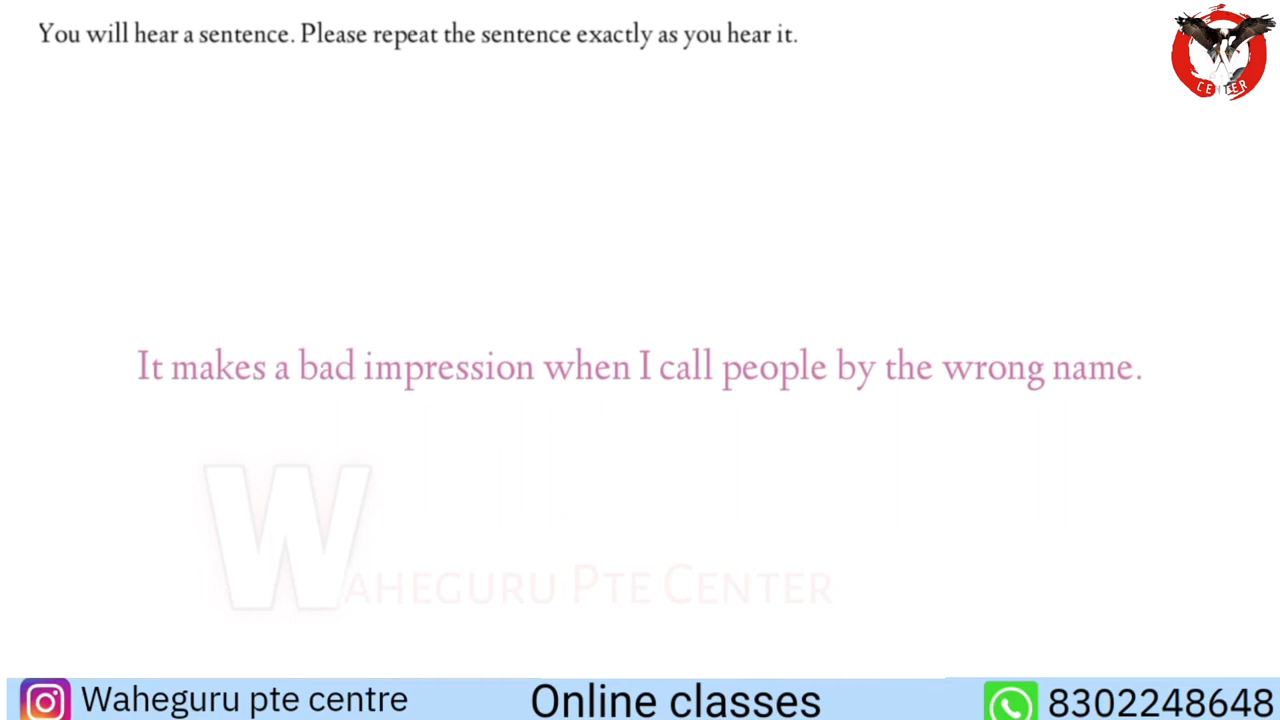 You will hear a sentence. Please repeat the sentence exactly as you hear it.
CENTER
It makes a bad impression when I call people by the wrong name.
WAHEGURU PTE CENTER
Waheguru pte centre
Online classes
8302248648